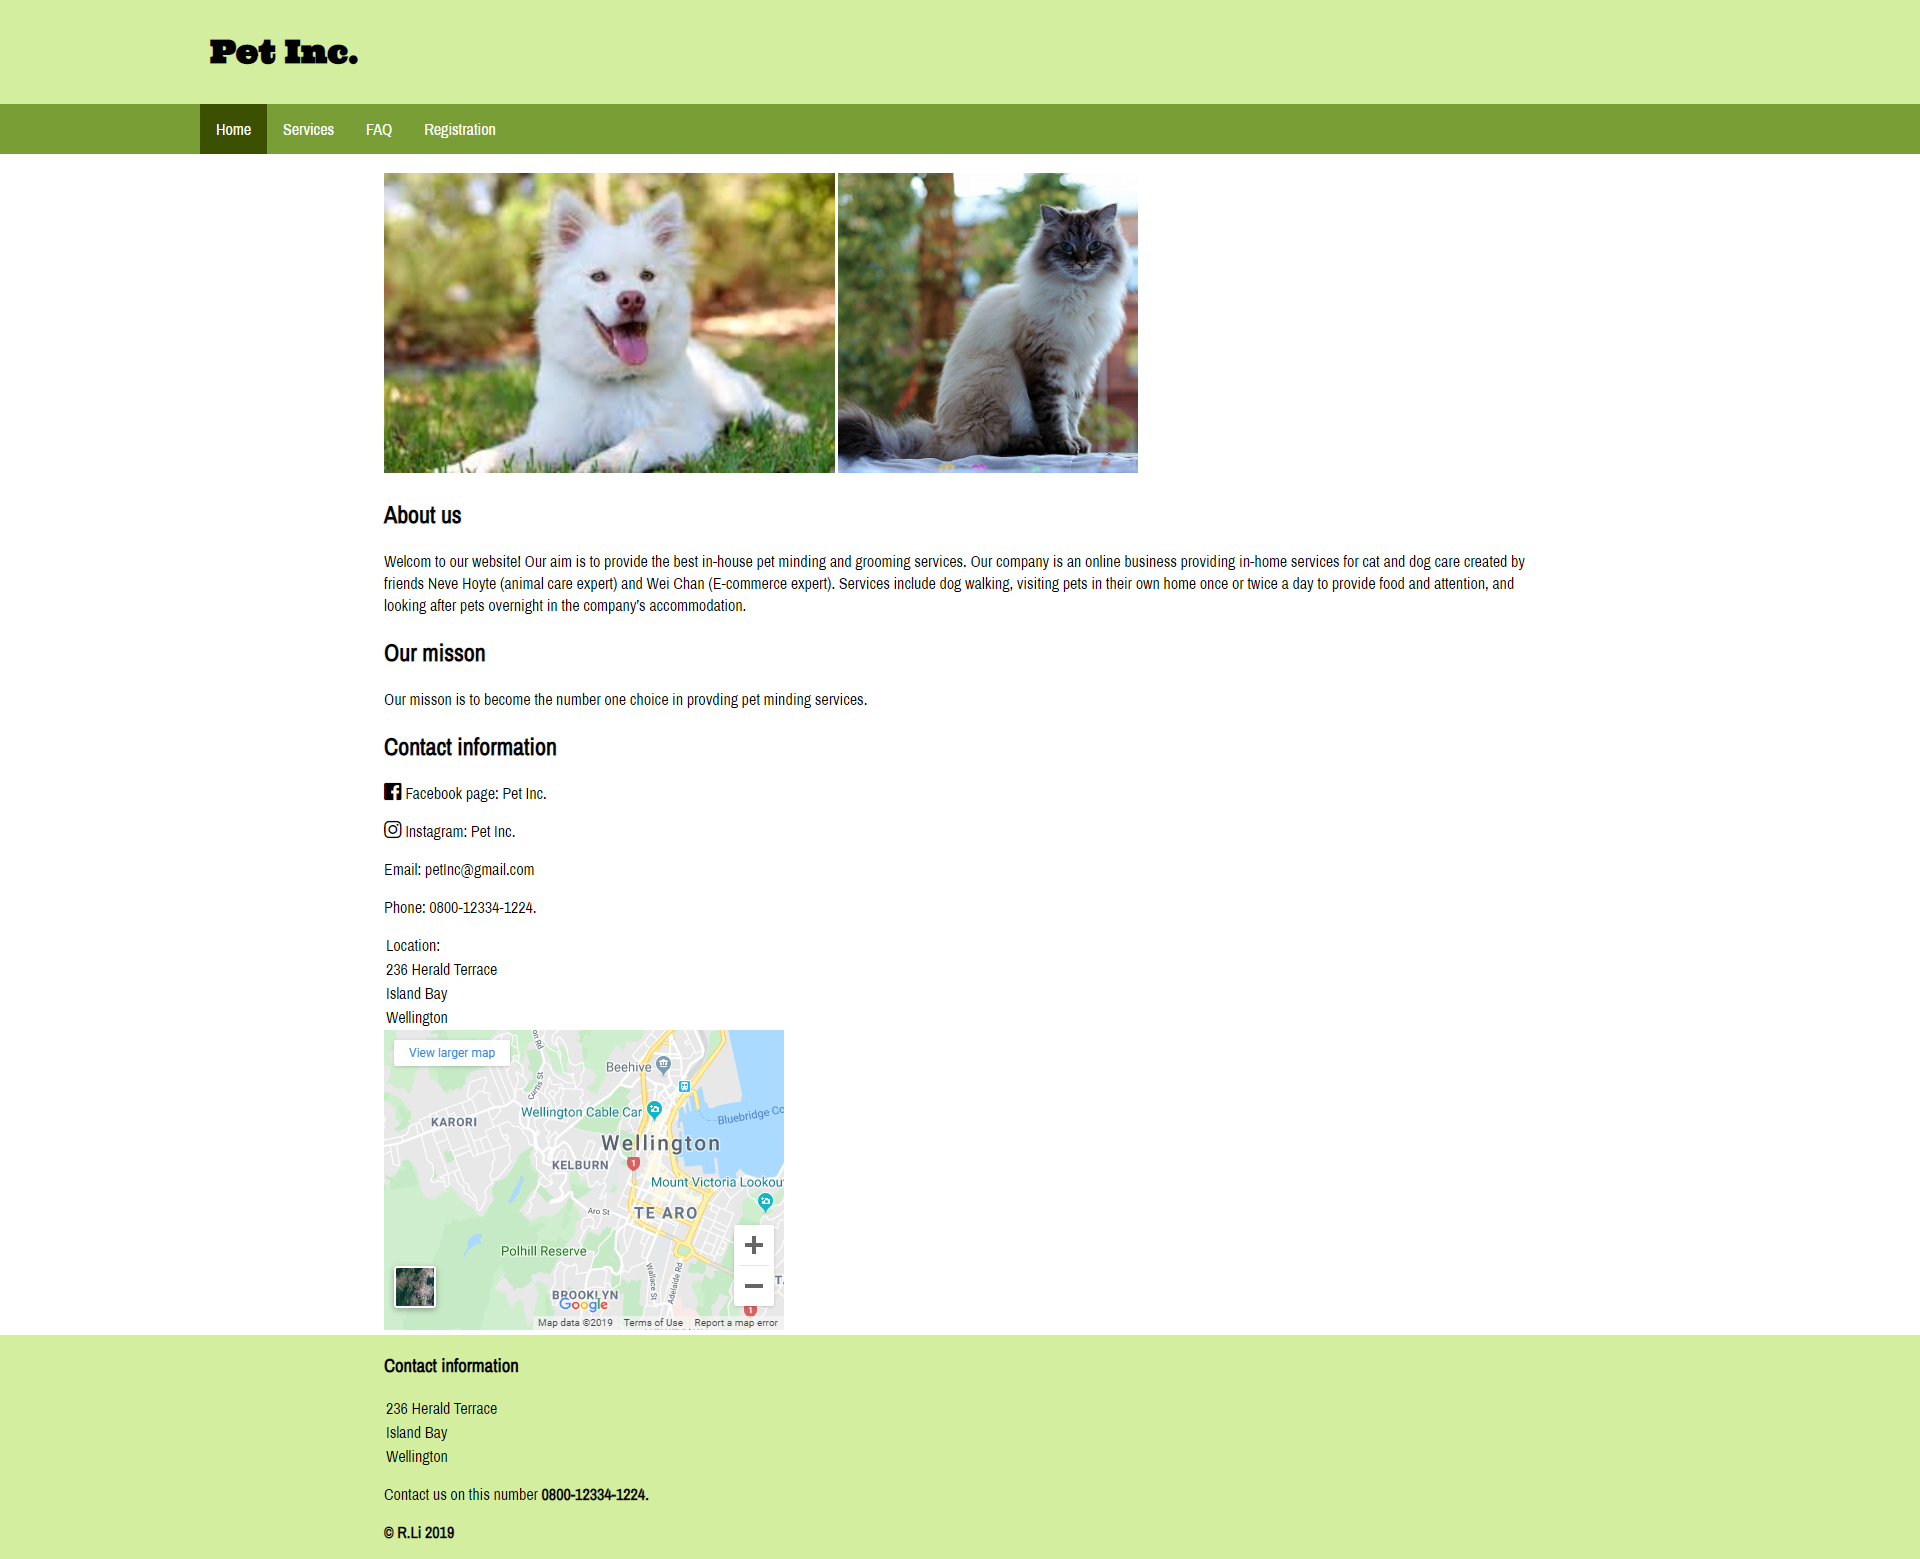 Pet Inc.
Home Services FAQ Registration
About us
Welcom to our website! Our aim is to provide the best in-house pet minding and grooming services. Our company is an online business providing in-home services for cat and dog care created by
friends Neve Hoyte (animal care expert) and Wei Chan (E-commerce expert). Services include dog walking, visiting pets in their own home once or twice a day to provide food and attention, and
looking after pets overnight in the company's accommodation.
Our misson
Our misson is to become the number one choice in provding pet minding services.
Contact information
Facebook page: Pet Inc.
Instagram: Pet Inc.
Email: petInc@gmail.com
Phone: 0800-12334-1224.
Location:
236 Herald Terrace
Island Bay
Wellington
View larger map
on Rd
Curtis St
Beehive
Wellington Cable Car
Bluebridge Co
KARORI
Wellington
KELBURN
1
Mount Victoria Lookou
Aro St
TE ARO
Polhill Reserve
Wallace St
Adelaide Rd
BROOKLYN
Google
1
Map data ©2019 Terms of Use Report a map error
Contact information
236 Herald Terrace
Island Bay
Wellington
Contact us on this number 0800-12334-1224.
© R.Li 2019